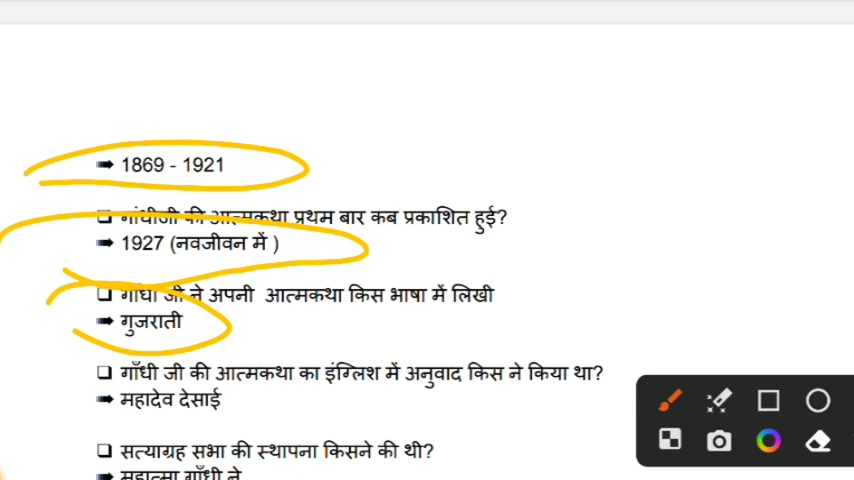 ➠ 1869 - 1921
❑ गांधीजी की आत्मकथा प्रथम बार कब प्रकाशित हुई?
➠ 1927 (नवजीवन में )
❑ गाँधी जी ने अपनी आत्मकथा किस भाषा में लिखी
➠ गुजराती
❑ गाँधी जी की आत्मकथा का इंग्लिश में अनुवाद किस ने किया था?
➠ महादेव देसाई
❑ सत्याग्रह सभा की स्थापना किसने की थी?
➠ महात्मा गाँधी ने